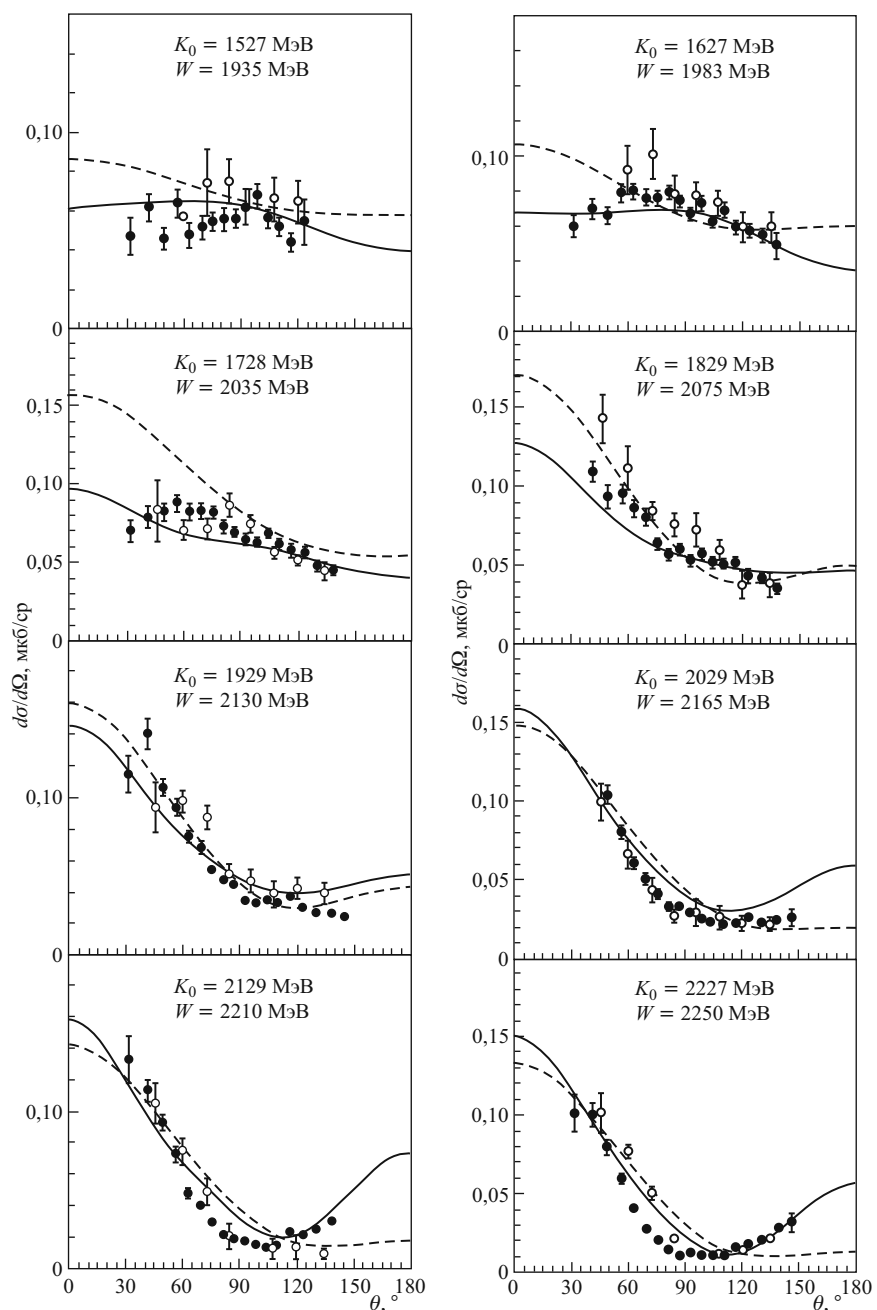 K₀ = 1527 МэВ
W = 1935 МэВ
0,10
0
K₀ = 1627 МэВ
W = 1983 МэВ
0,10
0
K₀ = 1728 МэВ
W = 2035 МэВ
0,15
0,10
0,05
0
K₀ = 1829 МэВ
W = 2075 МэВ
0,15
0,10
0,05
0
dσ/dΩ, мкб/ср
dσ/dΩ, мкб/ср
K₀ = 1929 МэВ
W = 2130 МэВ
0,10
0
K₀ = 2029 МэВ
W = 2165 МэВ
0,15
0,10
0,05
0
K₀ = 2129 МэВ
W = 2210 МэВ
0,10
0 30 60 90 120 150 180
θ, °
K₀ = 2227 МэВ
W = 2250 МэВ
0,15
0,10
0,05
0
0 30 60 90 120 150 180
θ, °